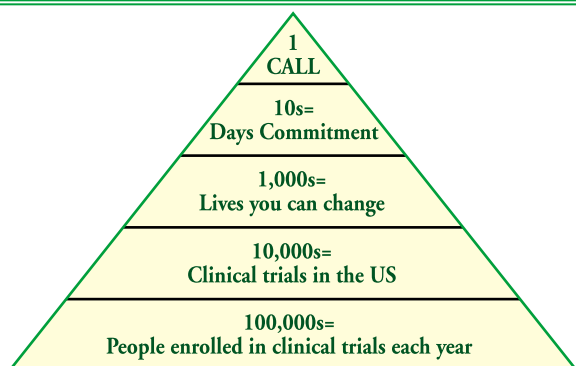 1
CALL
10s=
Days Commitment
1,000s=
Lives you can change
10,000s=
Clinical trials in the US
100,000s=
People enrolled in clinical trials each year